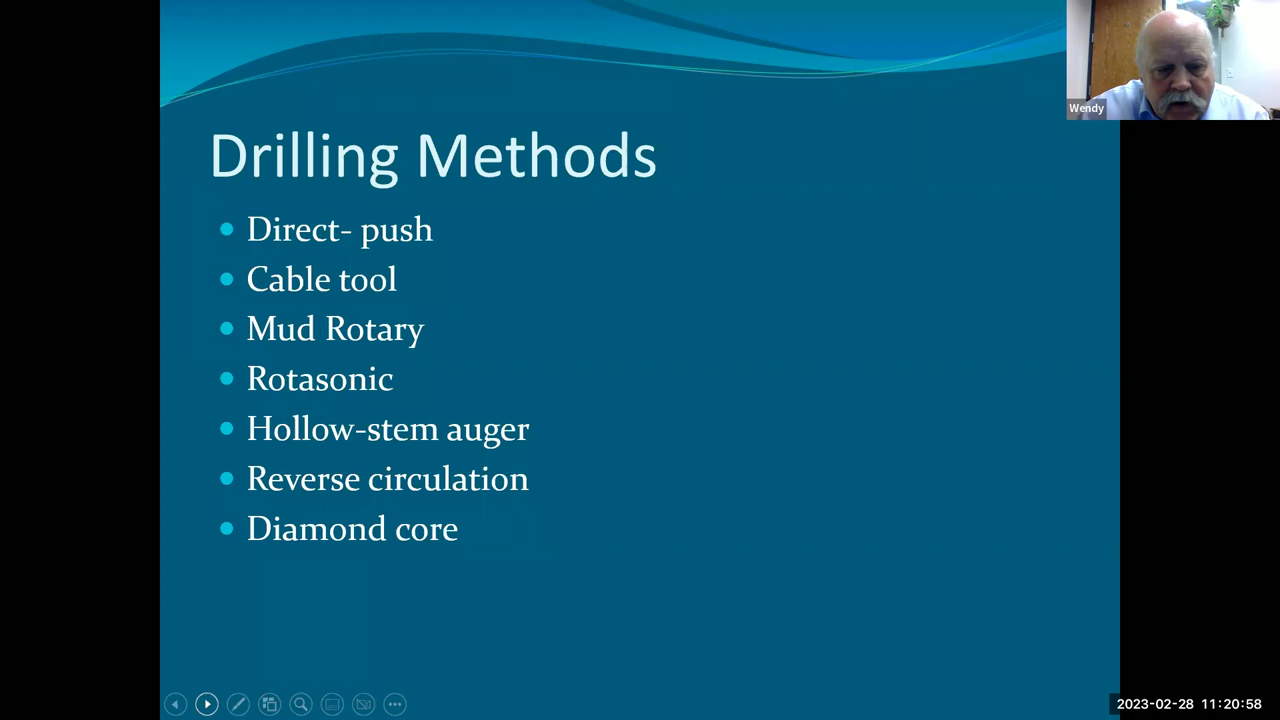 Wendy
Drilling Methods
Direct- push
Cable tool
Mud Rotary
Rotasonic
Hollow-stem auger
Reverse circulation
Diamond core
2023-02-28 11:20:58